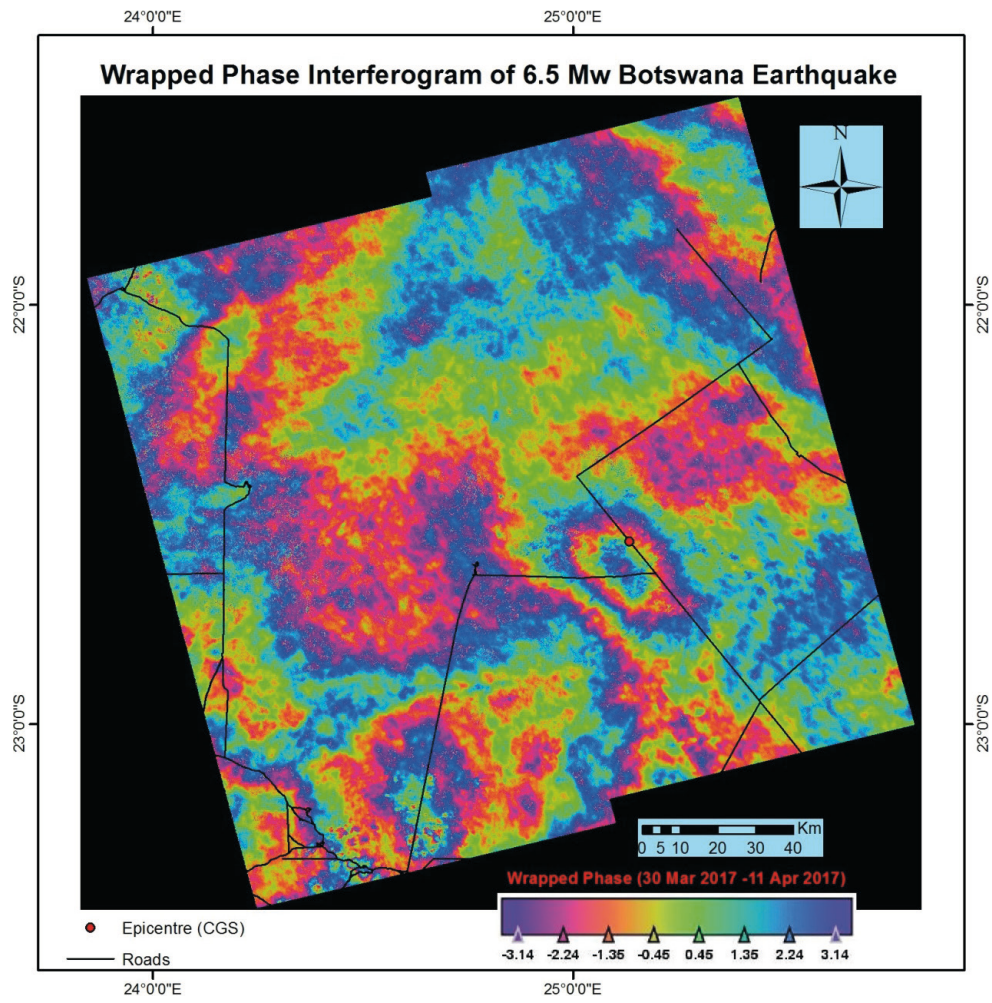 24°0'0"E 25°0'0"E
Wrapped Phase Interferogram of 6.5 Mw Botswana Earthquake
N
22°0'0"S 22°0'0"S
23°0'0"S 23°0'0"S
Km
0 5 10 20 30 40
Wrapped Phase (30 Mar 2017 -11 Apr 2017)
-3.14 -2.24 -1.35 -0.45 0.45 1.35 2.24 3.14
Epicentre (CGS)
Roads
24°0'0"E 25°0'0"E